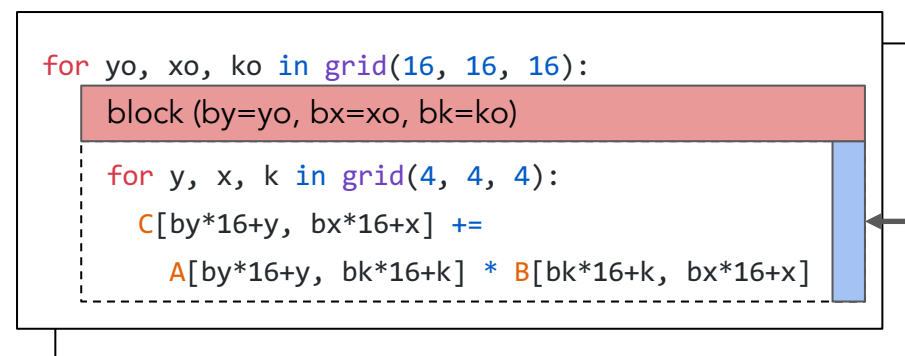 for yo, xo, ko in grid(16, 16, 16):
block (by=yo, bx=xo, bk=ko)
for y, x, k in grid(4, 4, 4):
C[by*16+y, bx*16+x] +=
A[by*16+y, bk*16+k] * B[bk*16+k, bx*16+x]